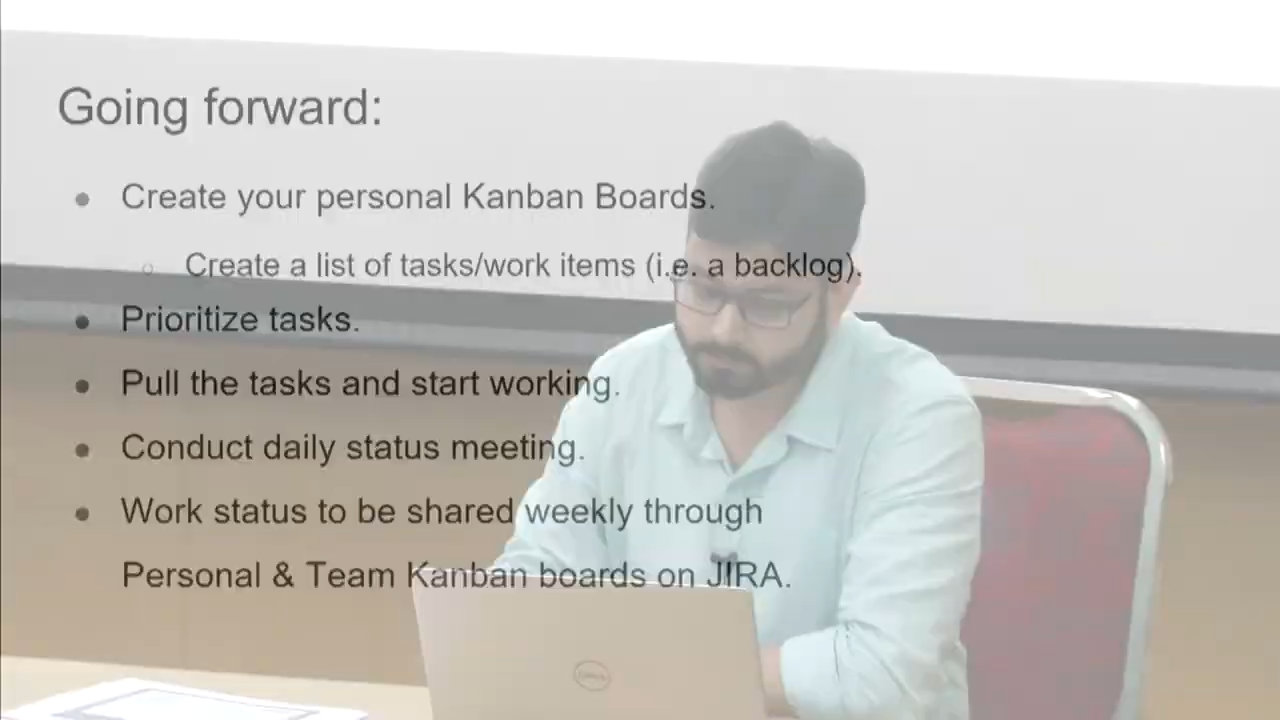 Going forward:
Create your personal Kanban Boards.
Create a list of tasks/work items (i.e. a backlog).
Prioritize tasks.
Pull the tasks and start working.
Conduct daily status meeting.
Work status to be shared weekly through
Personal & Team Kanban boards on JIRA.
DELL